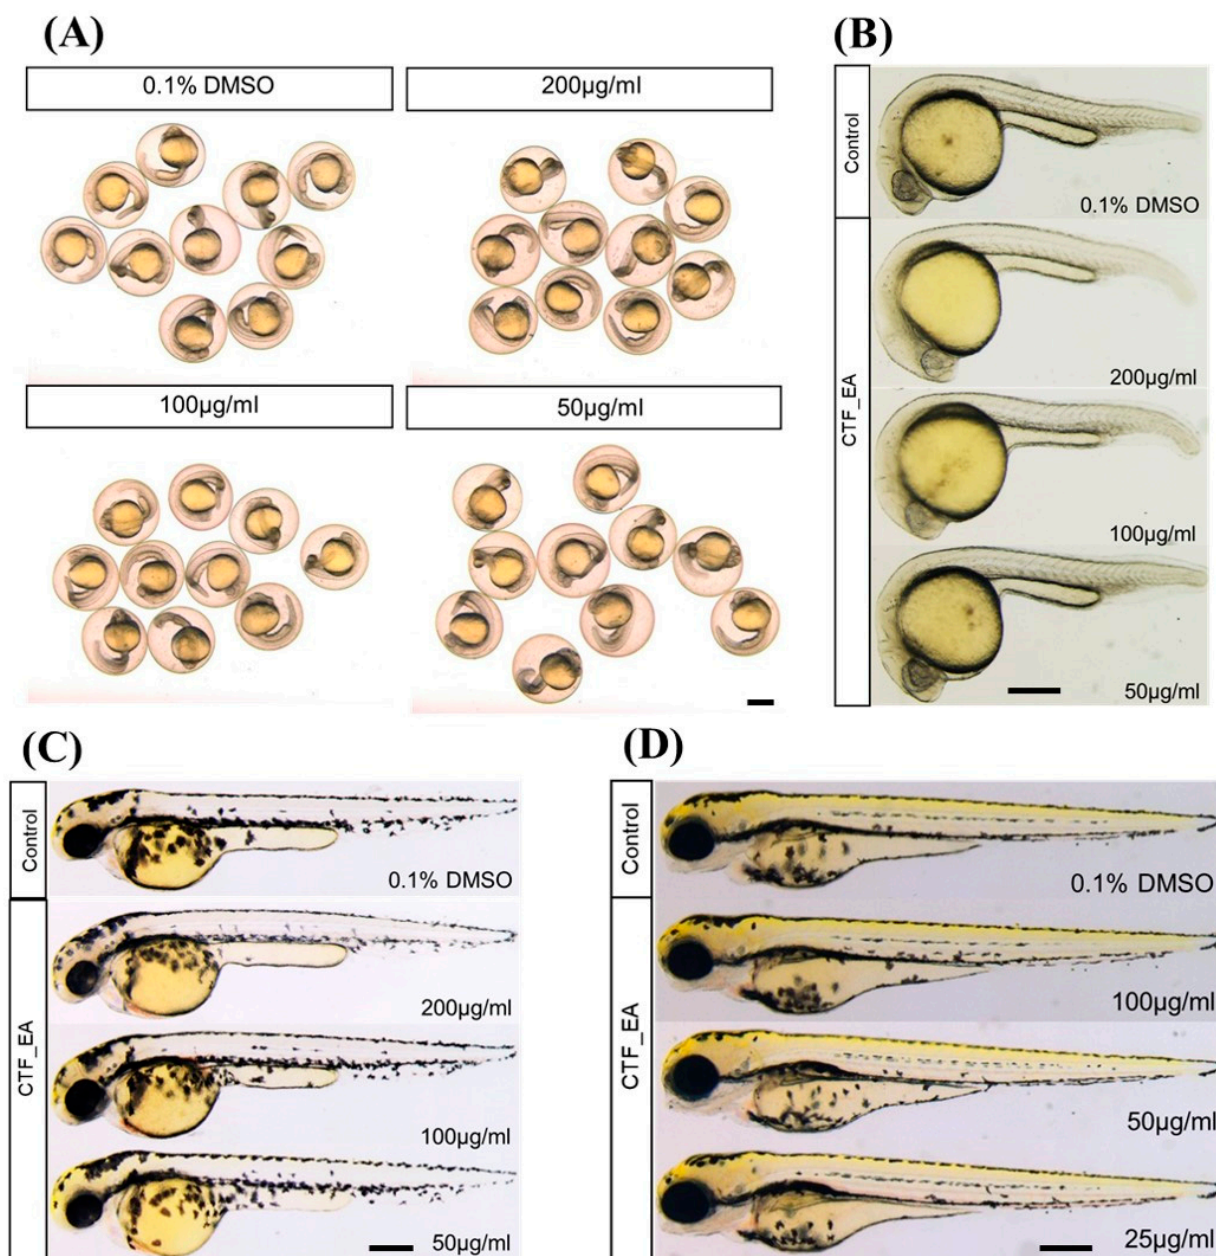 (A)
0.1% DMSO
200µg/ml
100µg/ml
50µg/ml
(B)
Control
0.1% DMSO
CTF_EA
200µg/ml
100µg/ml
50µg/ml
(C)
Control
0.1% DMSO
CTF_EA
200µg/ml
100µg/ml
50µg/ml
(D)
Control
0.1% DMSO
CTF_EA
100µg/ml
50µg/ml
25µg/ml